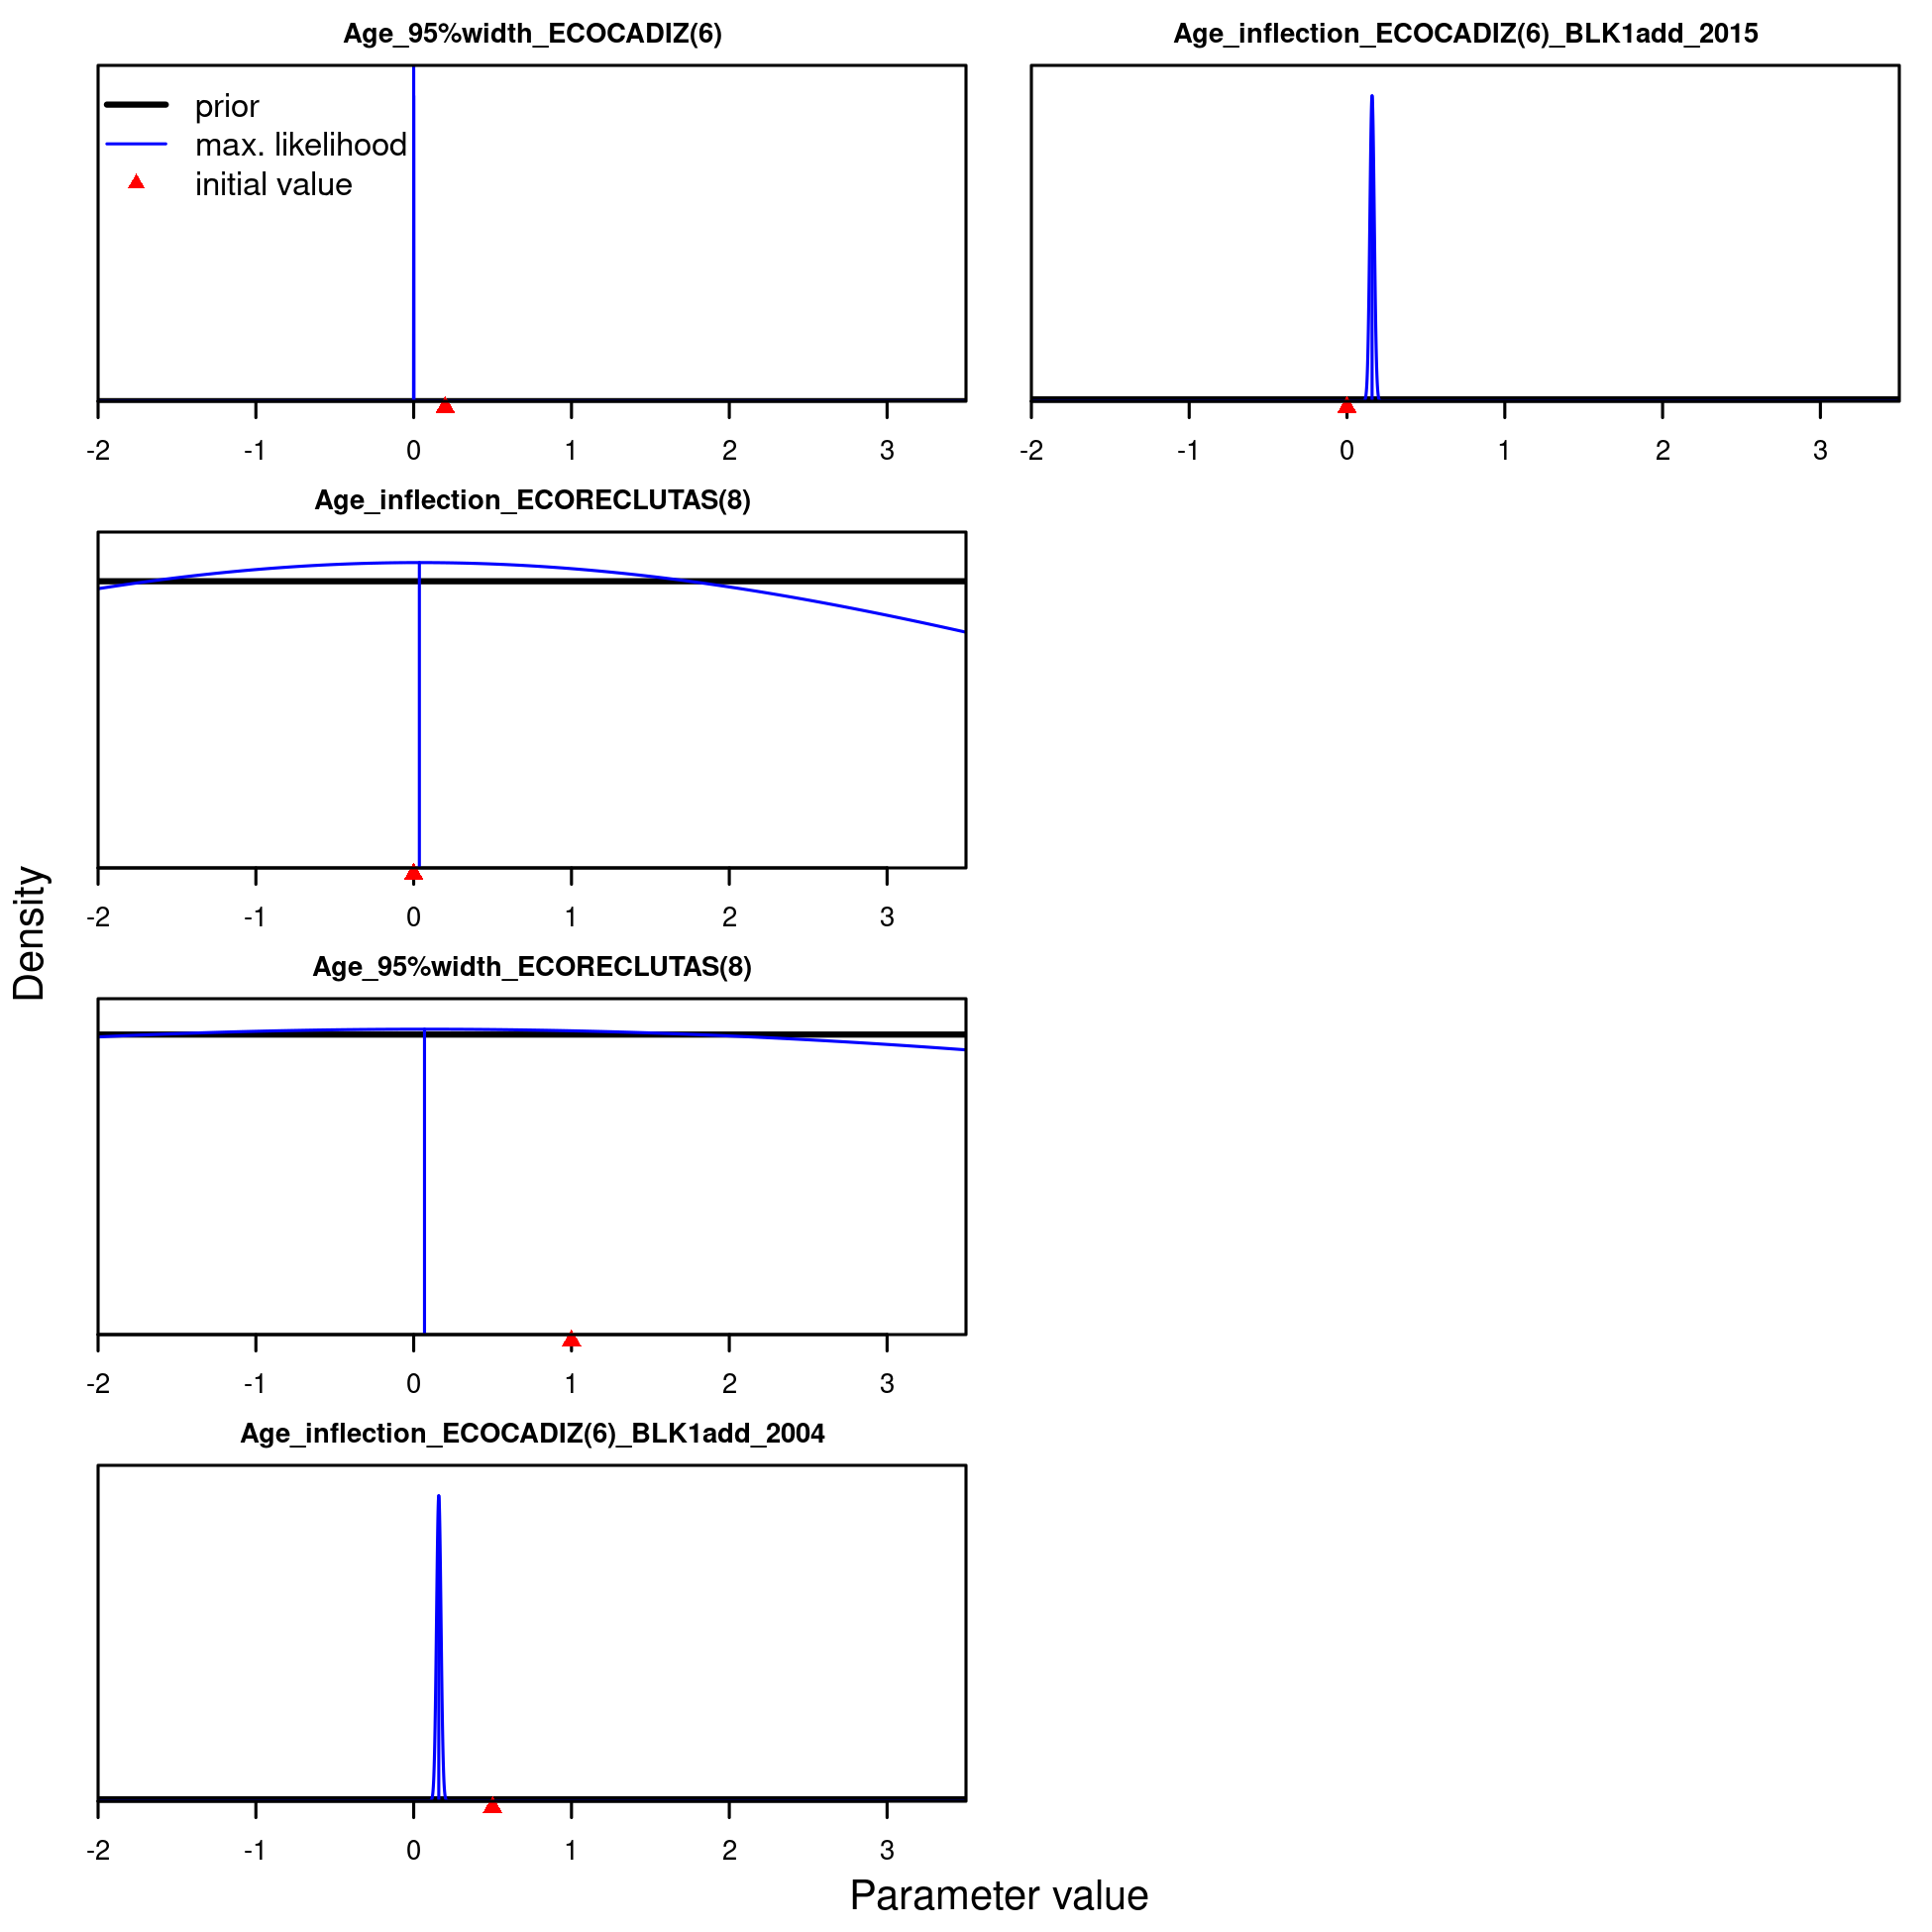 Age_95%width_ECOCADIZ(6)
prior
max. likelihood
initial value
-2 -1 0 1 2 3
Age_inflection_ECORECLUTAS(8)
-2 -1 0 1 2 3
Age_95%width_ECORECLUTAS(8)
-2 -1 0 1 2 3
Age_inflection_ECOCADIZ(6)_BLK1add_2004
-2 -1 0 1 2 3
Age_inflection_ECOCADIZ(6)_BLK1add_2015
-2 -1 0 1 2 3
Density
Parameter value